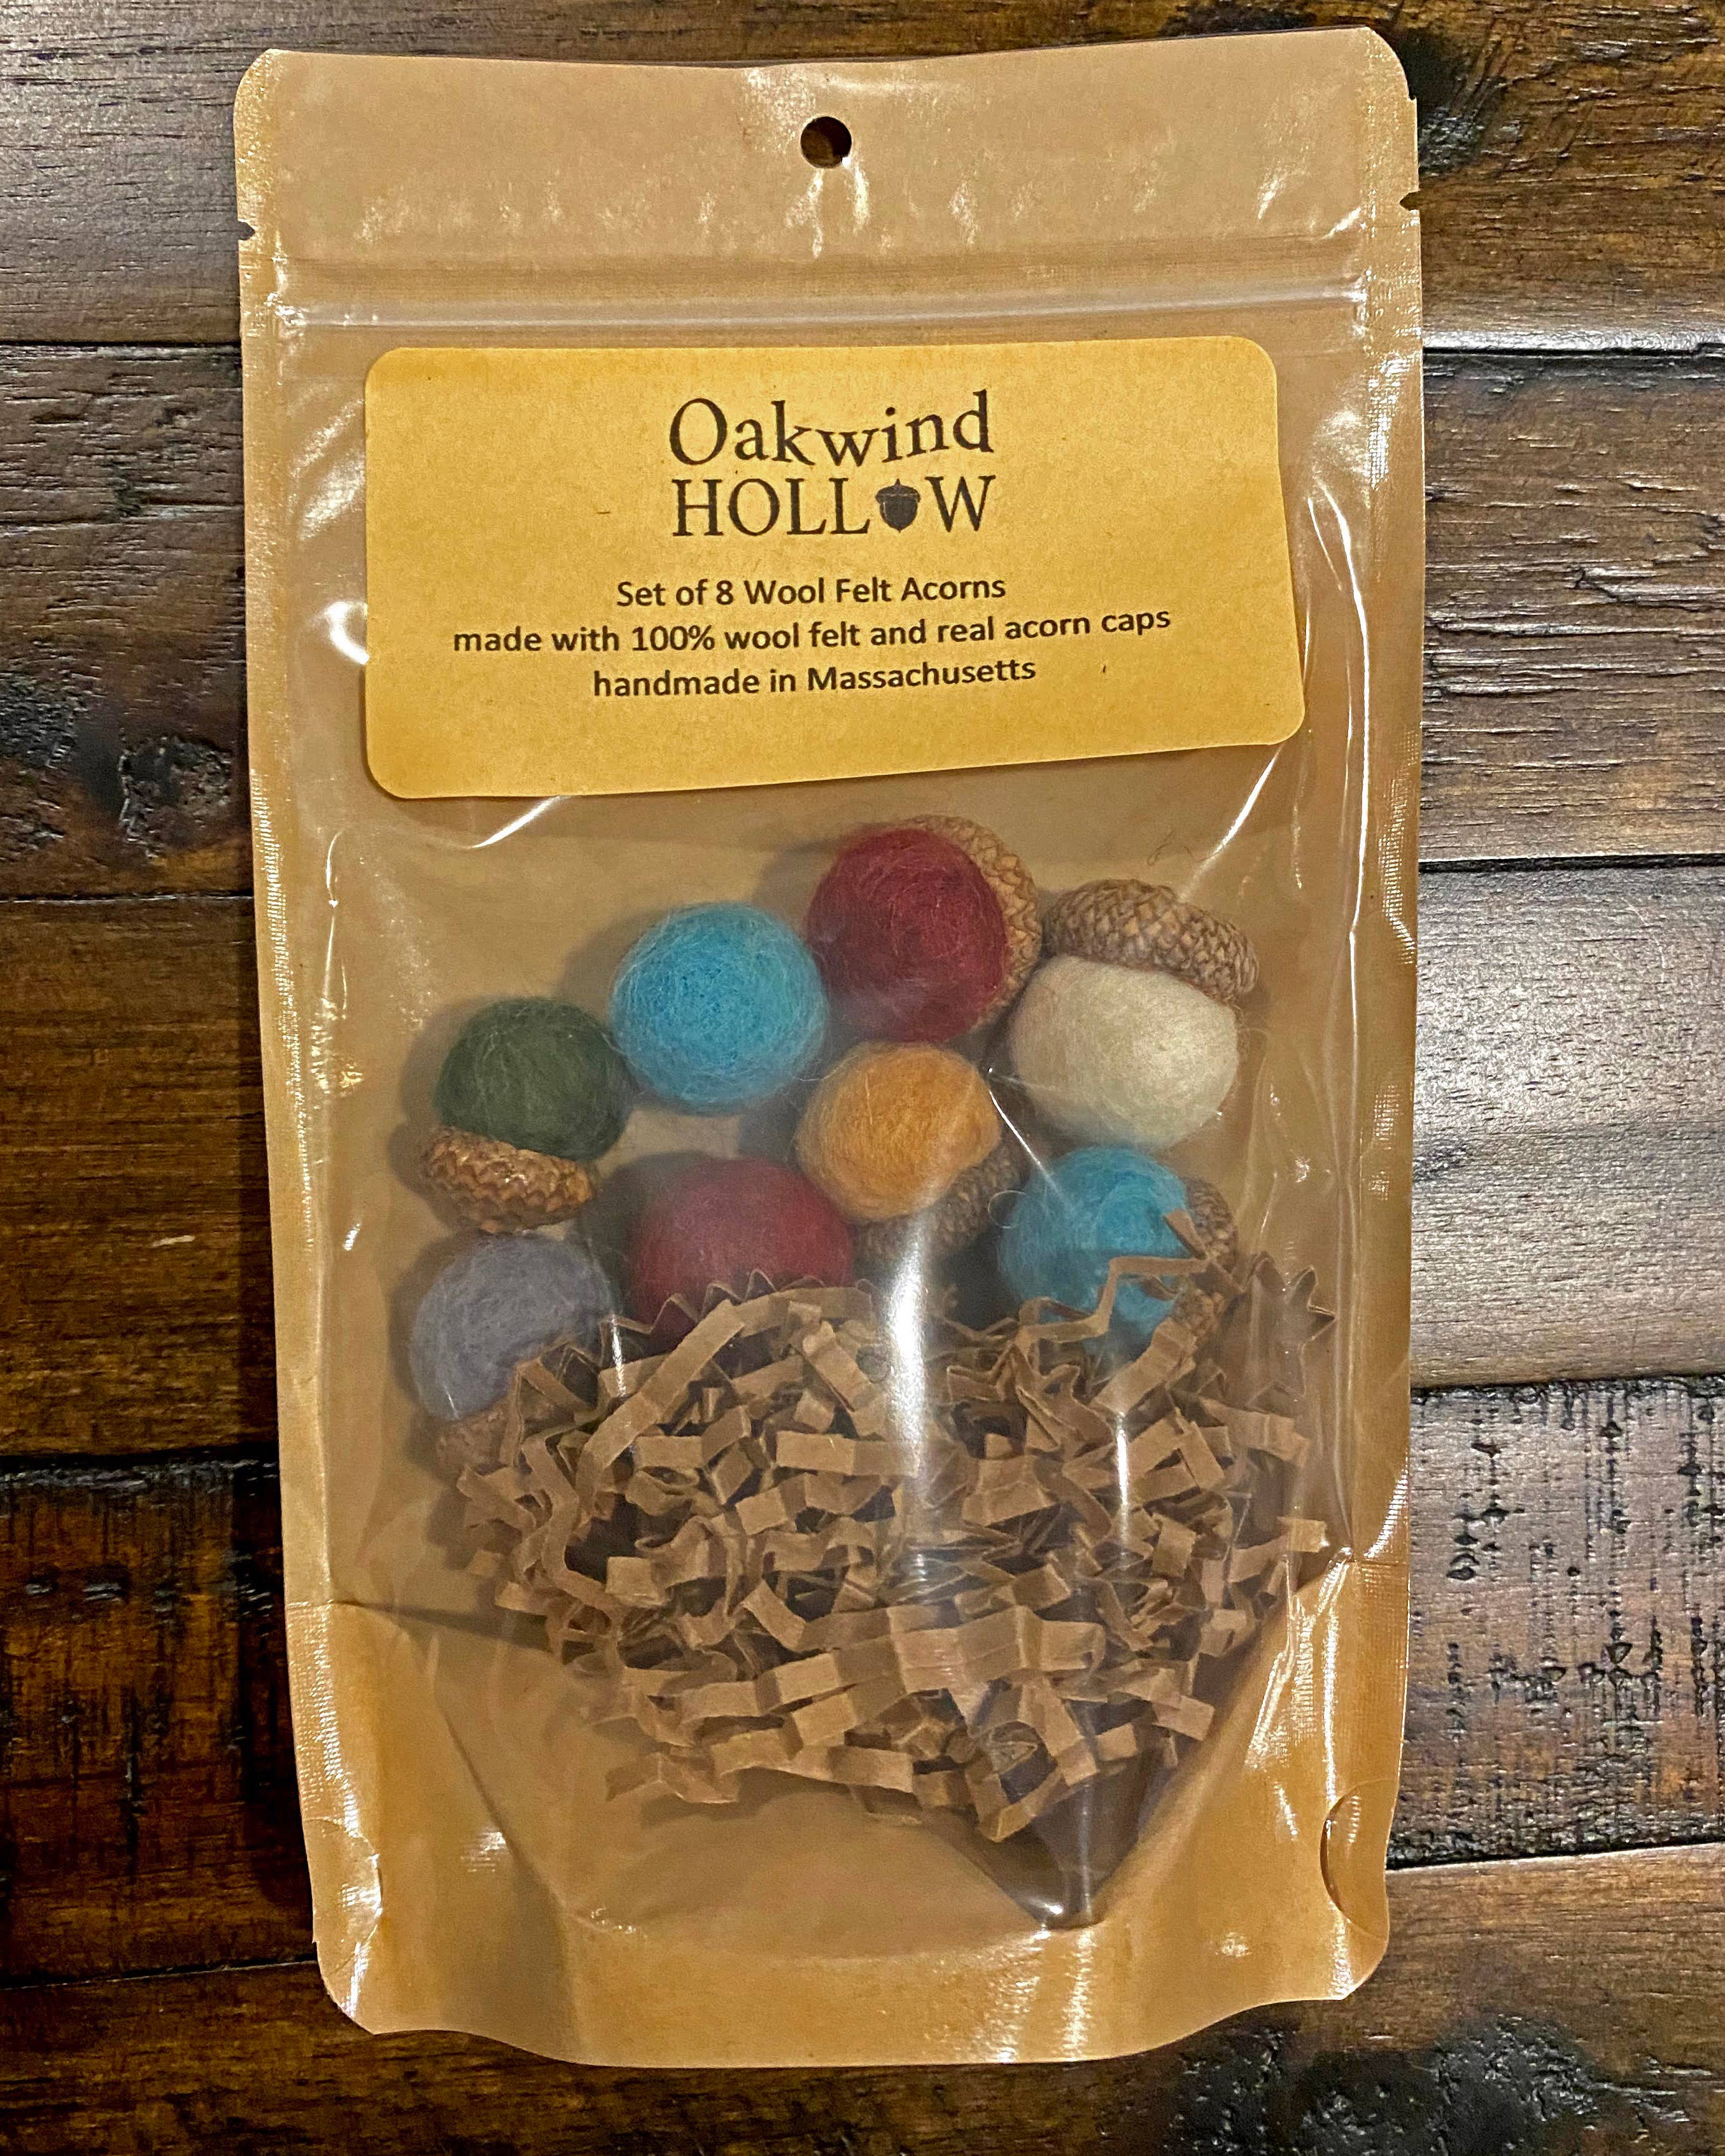 Oakwind
HOLLOW
Set of 8 Wool Felt Acorns
made with 100% wool felt and real acorn caps
handmade in Massachusetts